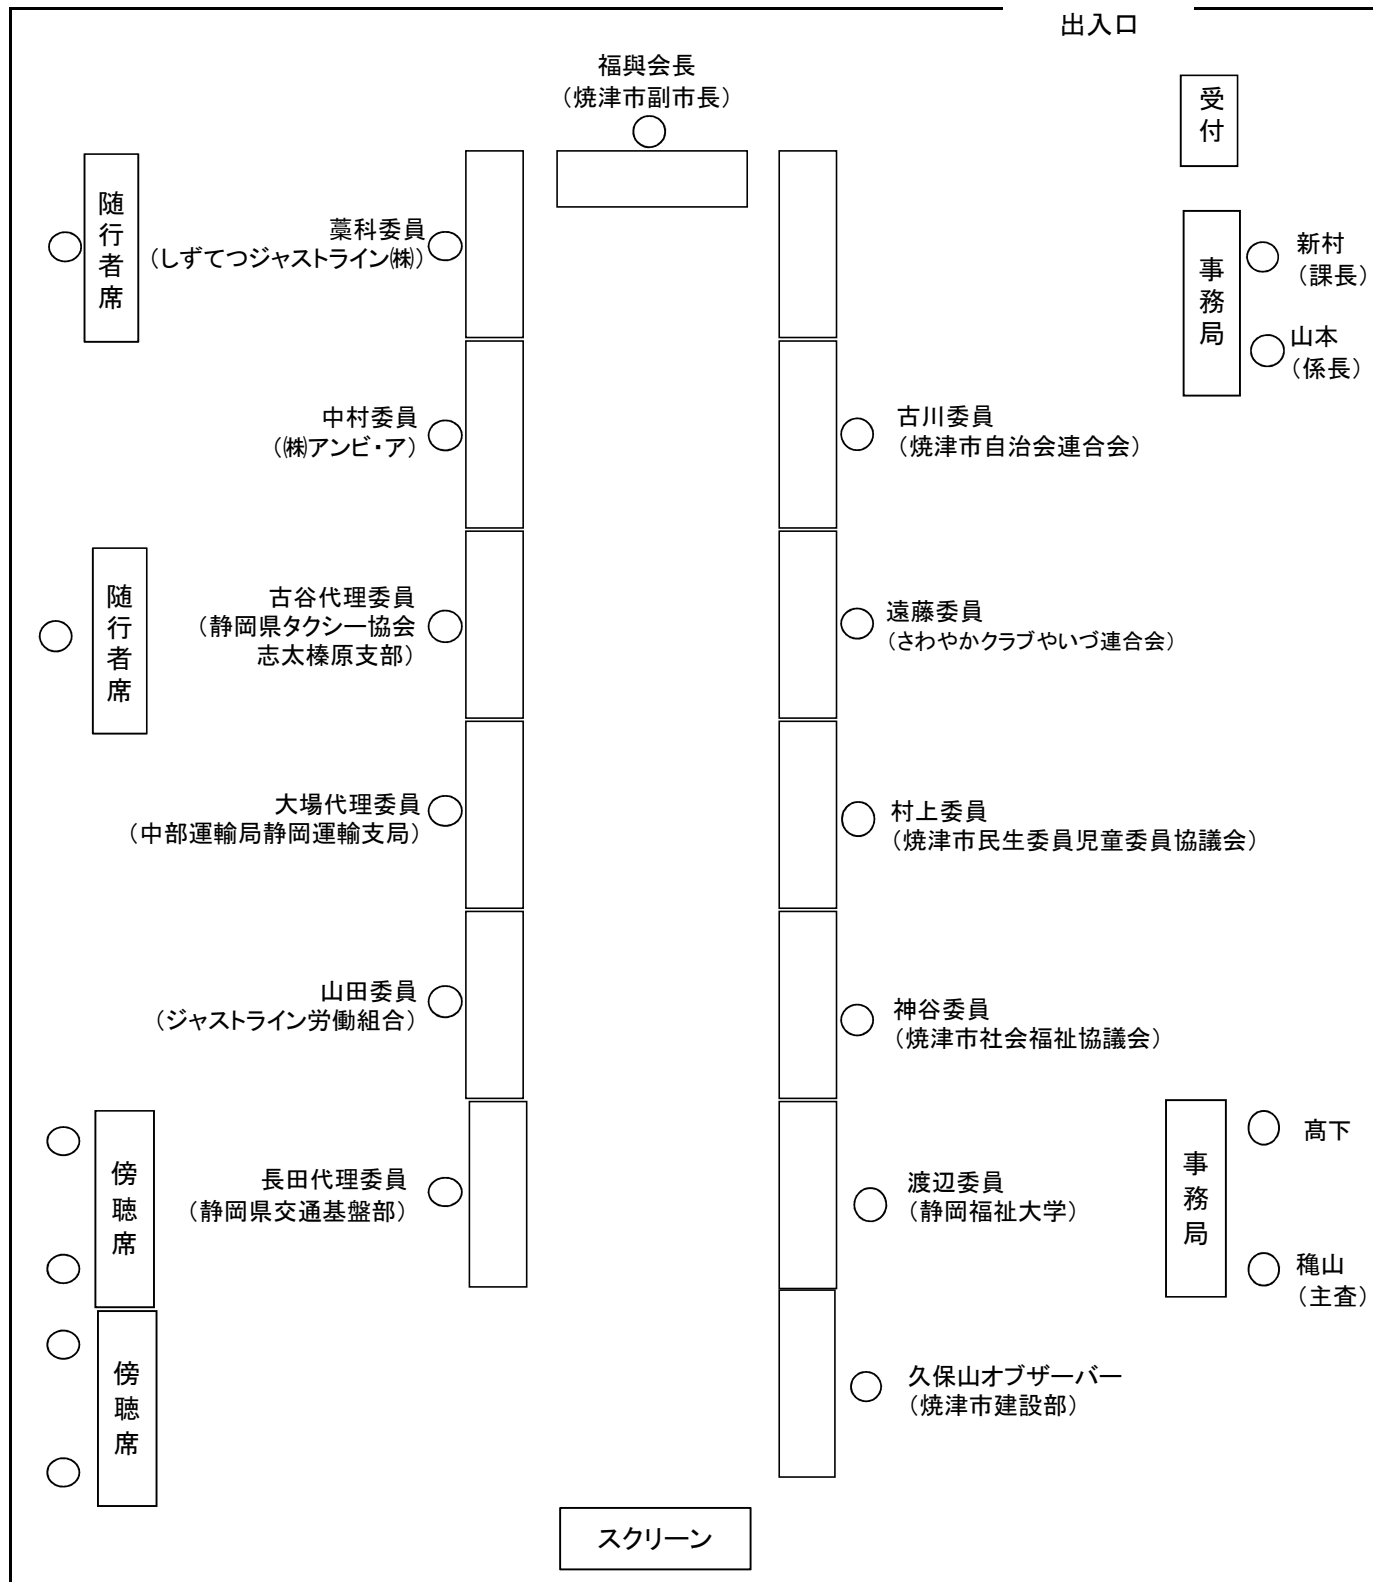 出入口
福與会長
（焼津市副市長）
受付
随行者席
藁科委員
（しずてつジャストライン㈱）
事務局
新村
（課長）
山本
（係長）
中村委員
（㈱アンビ・ア）
古川委員
（焼津市自治会連合会）
随行者席
古谷代理委員
（静岡県タクシー協会
志太榛原支部）
遠藤委員
（さわやかクラブやいづ連合会）
大場代理委員
（中部運輸局静岡運輸支局）
村上委員
（焼津市民生委員児童委員協議会）
山田委員
（ジャストライン労働組合）
神谷委員
（焼津市社会福祉協議会）
傍聴席
長田代理委員
（静岡県交通基盤部）
渡辺委員
（静岡福祉大学）
事務局
髙下
穐山
（主査）
傍聴席
久保山オブザーバー
（焼津市建設部）
スクリーン